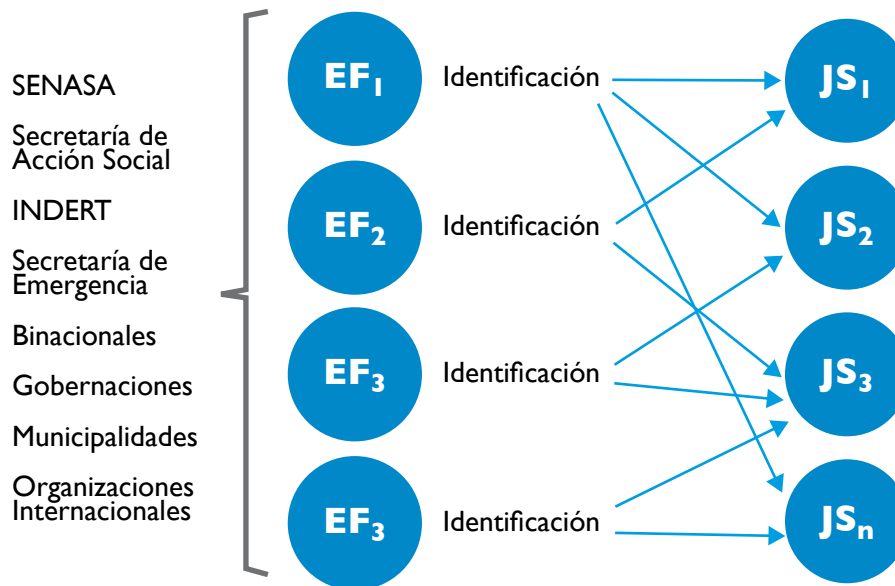 SENASA
Secretaría de
Acción Social
INDERT
Secretaría de
Emergencia
Binacionales
Gobernaciones
Municipalidades
Organizaciones
Internacionales
EF₁
Identificación
JS₁
EF₂
Identificación
JS₂
EF₃
Identificación
JS₃
EF₃
Identificación
JSₙ